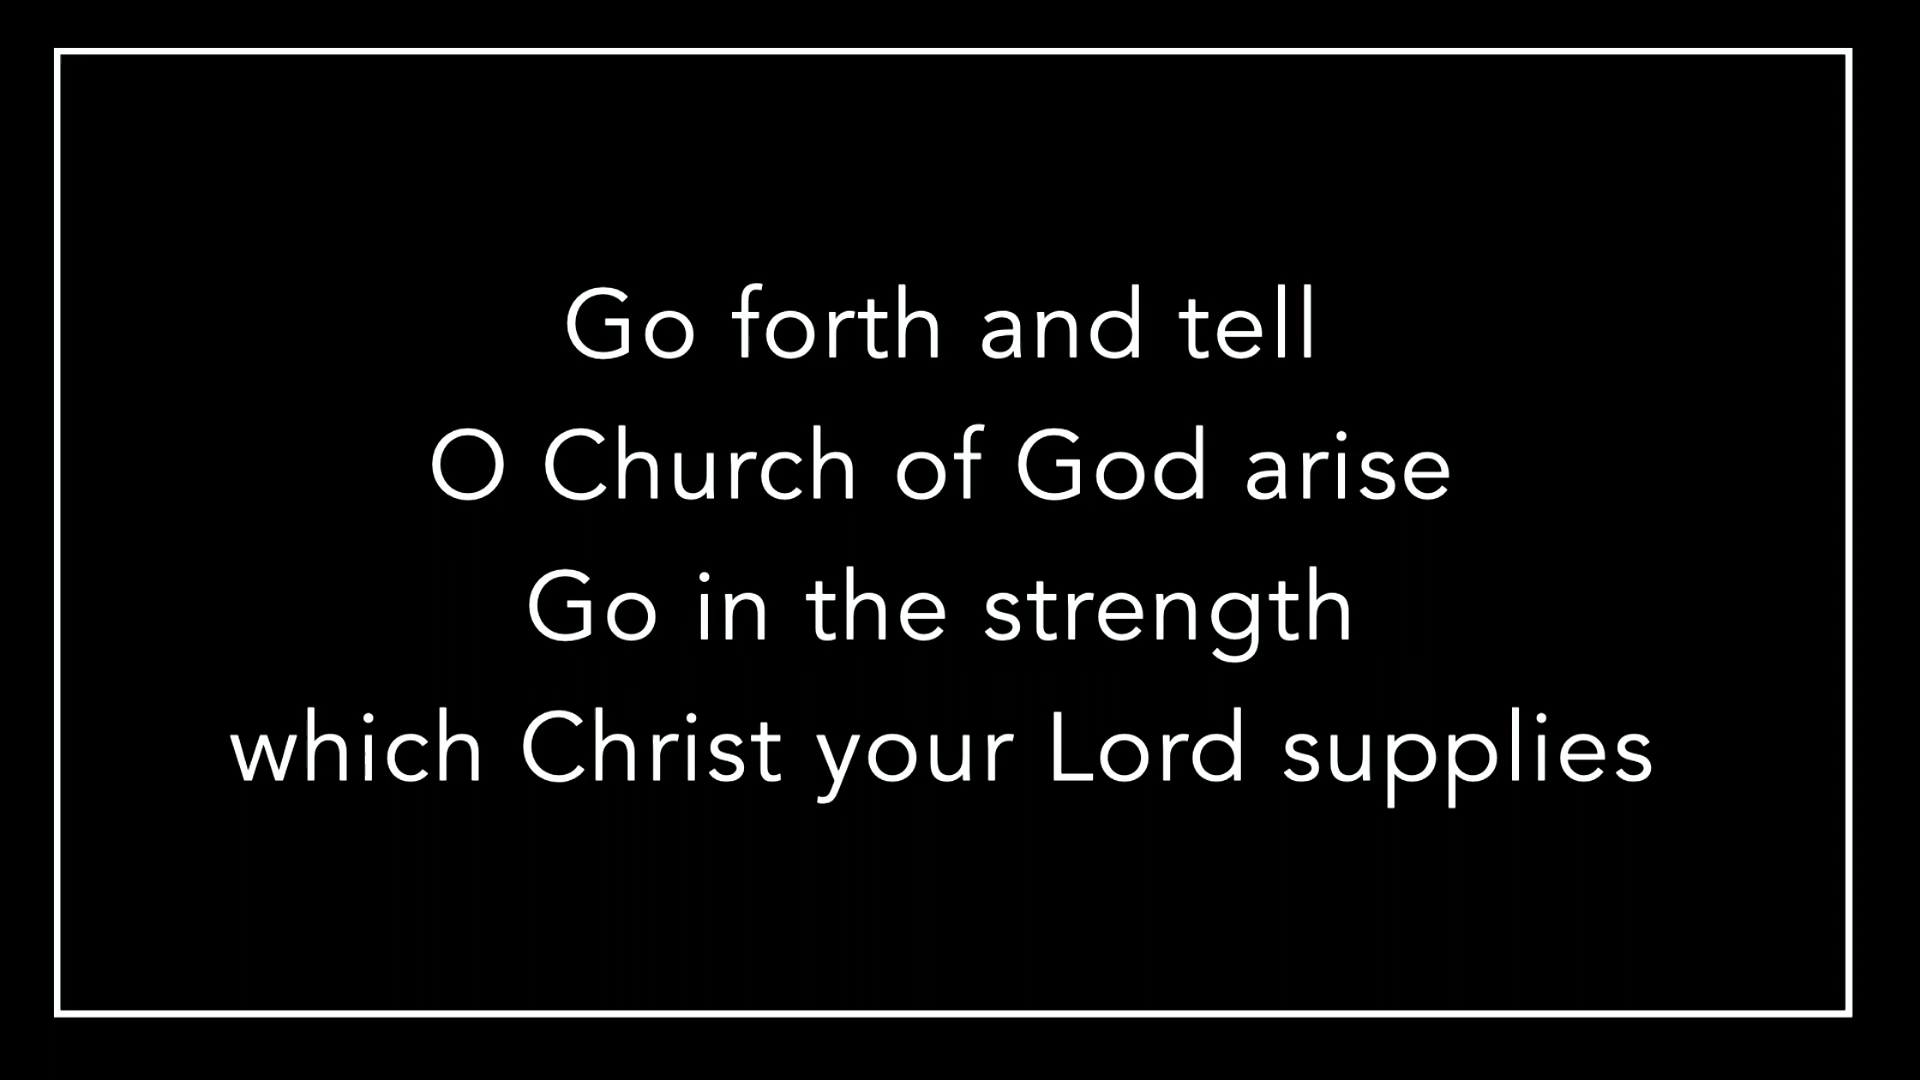 Go forth and tell
O Church of God arise
Go in the strength
which Christ your Lord supplies